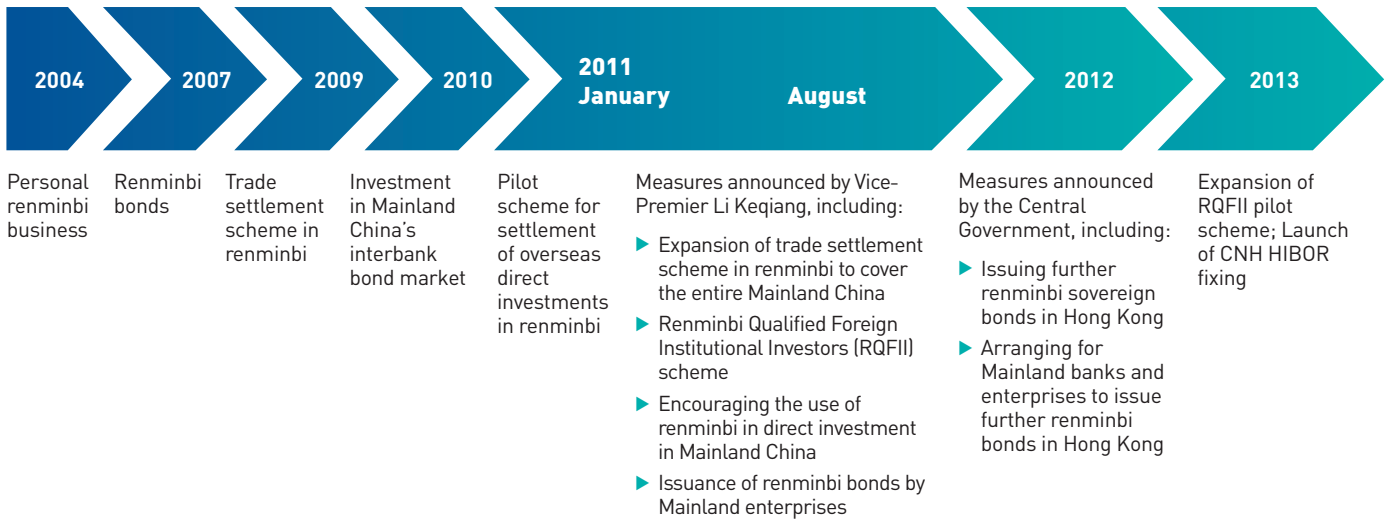 2004
2007
2009
2010
2011
January
August
2012
2013
Personal
renminbi
business
Renminbi
bonds
Trade
settlement
scheme in
renminbi
Investment
in Mainland
China's
interbank
bond market
Pilot
scheme for
settlement
of overseas
direct
investments
in renminbi
Measures announced by Vice-
Premier Li Keqiang, including:
Expansion of trade settlement
scheme in renminbi to cover
the entire Mainland China
Renminbi Qualified Foreign
Institutional Investors (RQFII)
scheme
Encouraging the use of
renminbi in direct investment
in Mainland China
Issuance of renminbi bonds by
Mainland enterprises
Measures announced
by the Central
Government, including:
Issuing further
renminbi sovereign
bonds in Hong Kong
Arranging for
Mainland banks and
enterprises to issue
further renminbi
bonds in Hong Kong
Expansion of
RQFII pilot
scheme; Launch
of CNH HIBOR
fixing